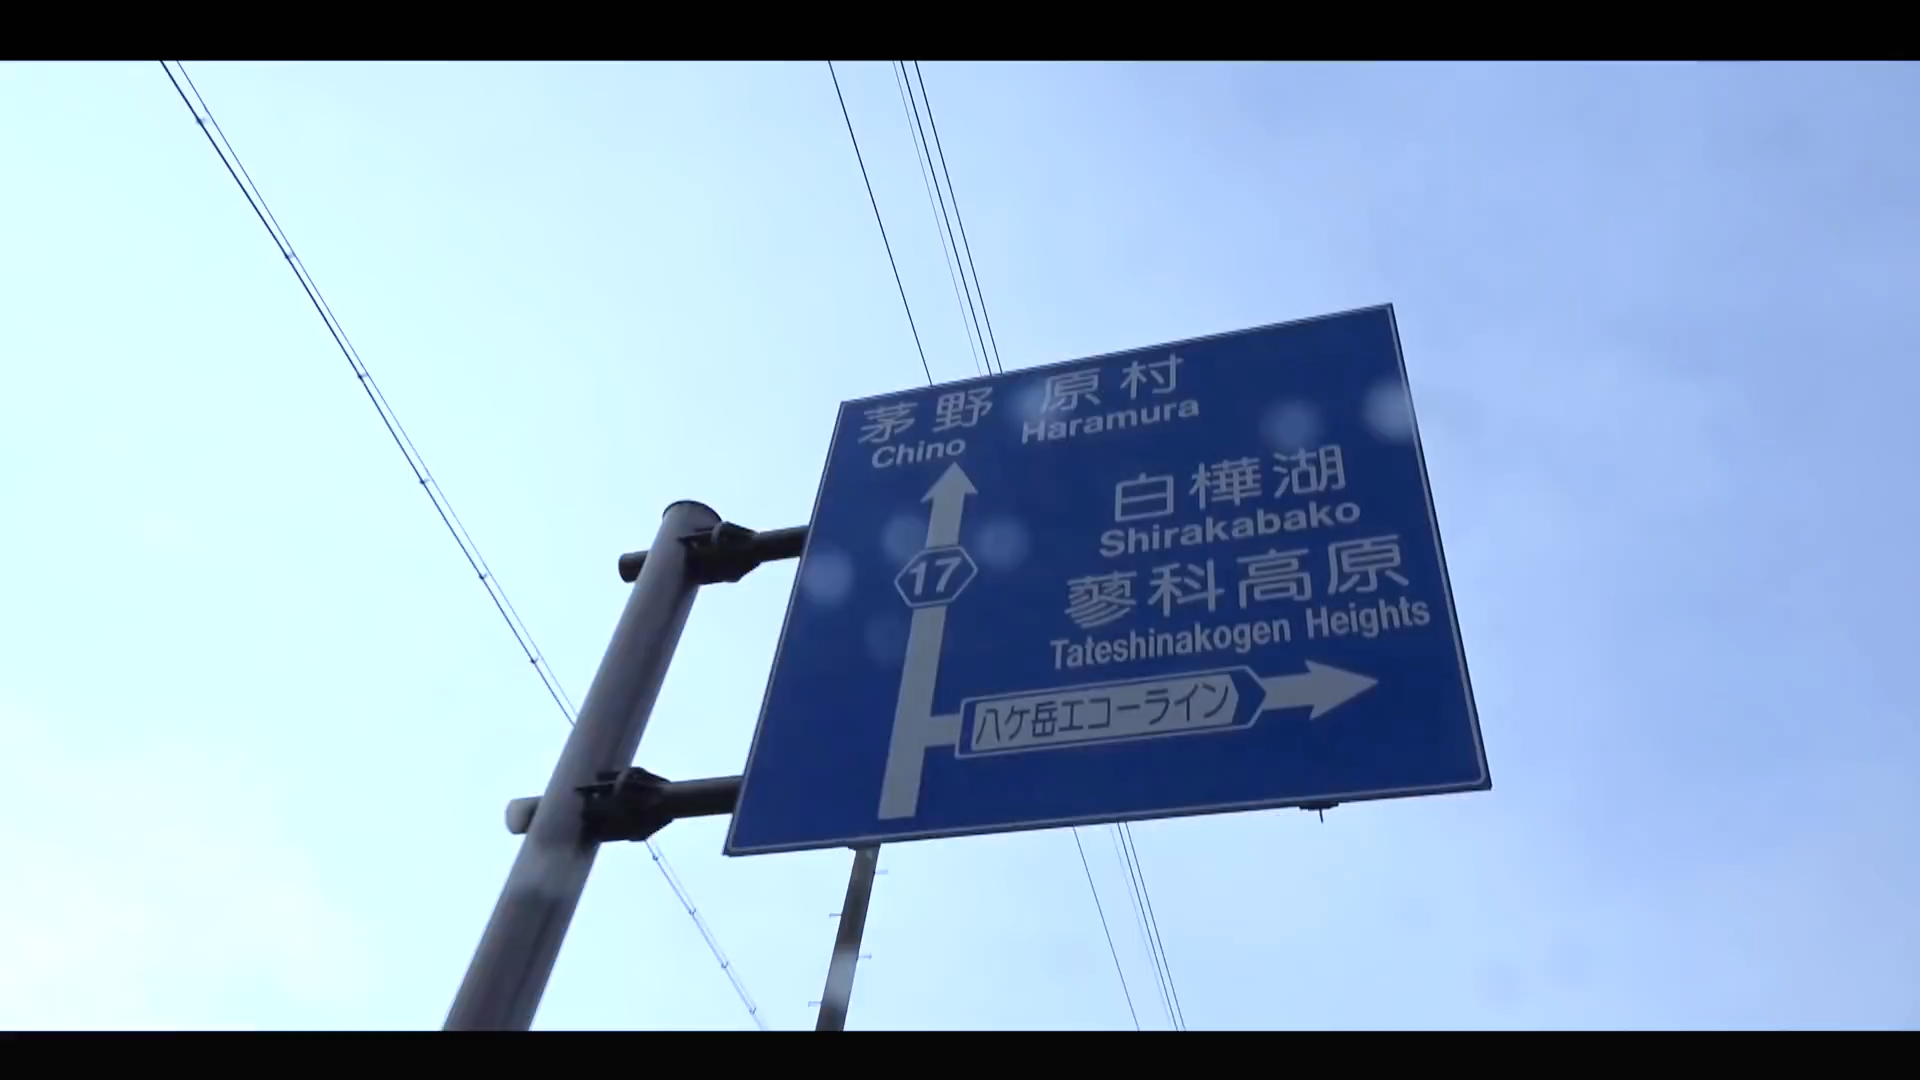 茅野 原村
Chino Haramura
白樺湖
Shirakabako
17
蓼科高原
Tateshinakogen Heights
八ケ岳エコーライン